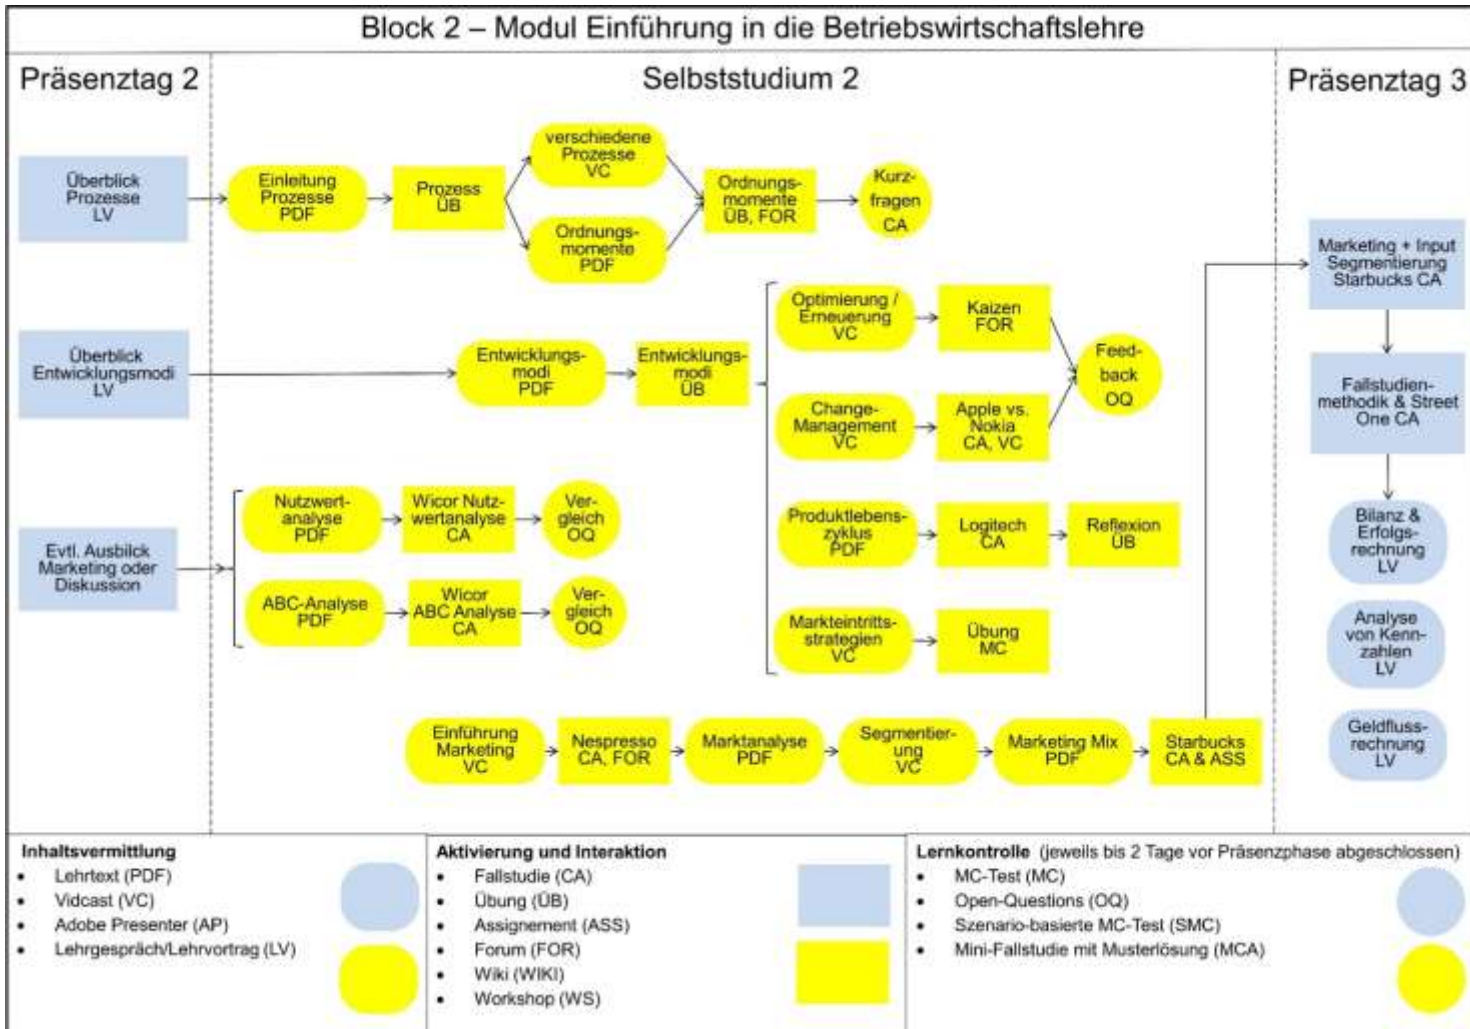 Block 2 – Modul Einführung in die Betriebswirtschaftslehre
Präsenztag 2
Selbststudium 2
Präsenztag 3
Überblick
Prozesse
LV
Einleitung
Prozesse
PDF
Prozess
ÜB
verschiedene
Prozesse
VC
Ordnungs-
momente
PDF
Ordnungs-
momente
ÜB, FOR
Kurz-
fragen
CA
Überblick
Entwicklungsmodi
LV
Entwicklungs-
modi
PDF
Entwicklungs-
modi
ÜB
Optimierung /
Erneuerung
VC
Kaizen
FOR
Change-
Management
VC
Apple vs.
Nokia
CA, VC
Feed-
back
OQ
Produktlebens-
zyklus
PDF
Logitech
CA
Reflexion
ÜB
Markteintritts-
strategien
VC
Übung
MC
Evtl. Ausbilck
Marketing oder
Diskussion
Nutzwert-
analyse
PDF
Wicor Nutz-
wertanalyse
CA
Ver-
gleich
OQ
ABC-Analyse
PDF
Wicor
ABC Analyse
CA
Ver-
gleich
OQ
Einführung
Marketing
VC
Nespresso
CA, FOR
Marktanalyse
PDF
Segmentier-
ung
VC
Marketing Mix
PDF
Starbucks
CA & ASS
Marketing + Input
Segmentierung
Starbucks CA
Fallstudien-
methodik & Street
One CA
Bilanz &
Erfolgs-
rechnung
LV
Analyse
von Kenn-
zahlen
LV
Geldfluss-
rechnung
LV
Inhaltsvermittlung
• Lehrtext (PDF)
• Vidcast (VC)
• Adobe Presenter (AP)
• Lehrgespräch/Lehrvortrag (LV)
Aktivierung und Interaktion
• Fallstudie (CA)
• Übung (ÜB)
• Assignement (ASS)
• Forum (FOR)
• Wiki (WIKI)
• Workshop (WS)
Lernkontrolle (jeweils bis 2 Tage vor Präsenzphase abgeschlossen)
• MC-Test (MC)
• Open-Questions (OQ)
• Szenario-basierte MC-Test (SMC)
• Mini-Fallstudie mit Musterlösung (MCA)